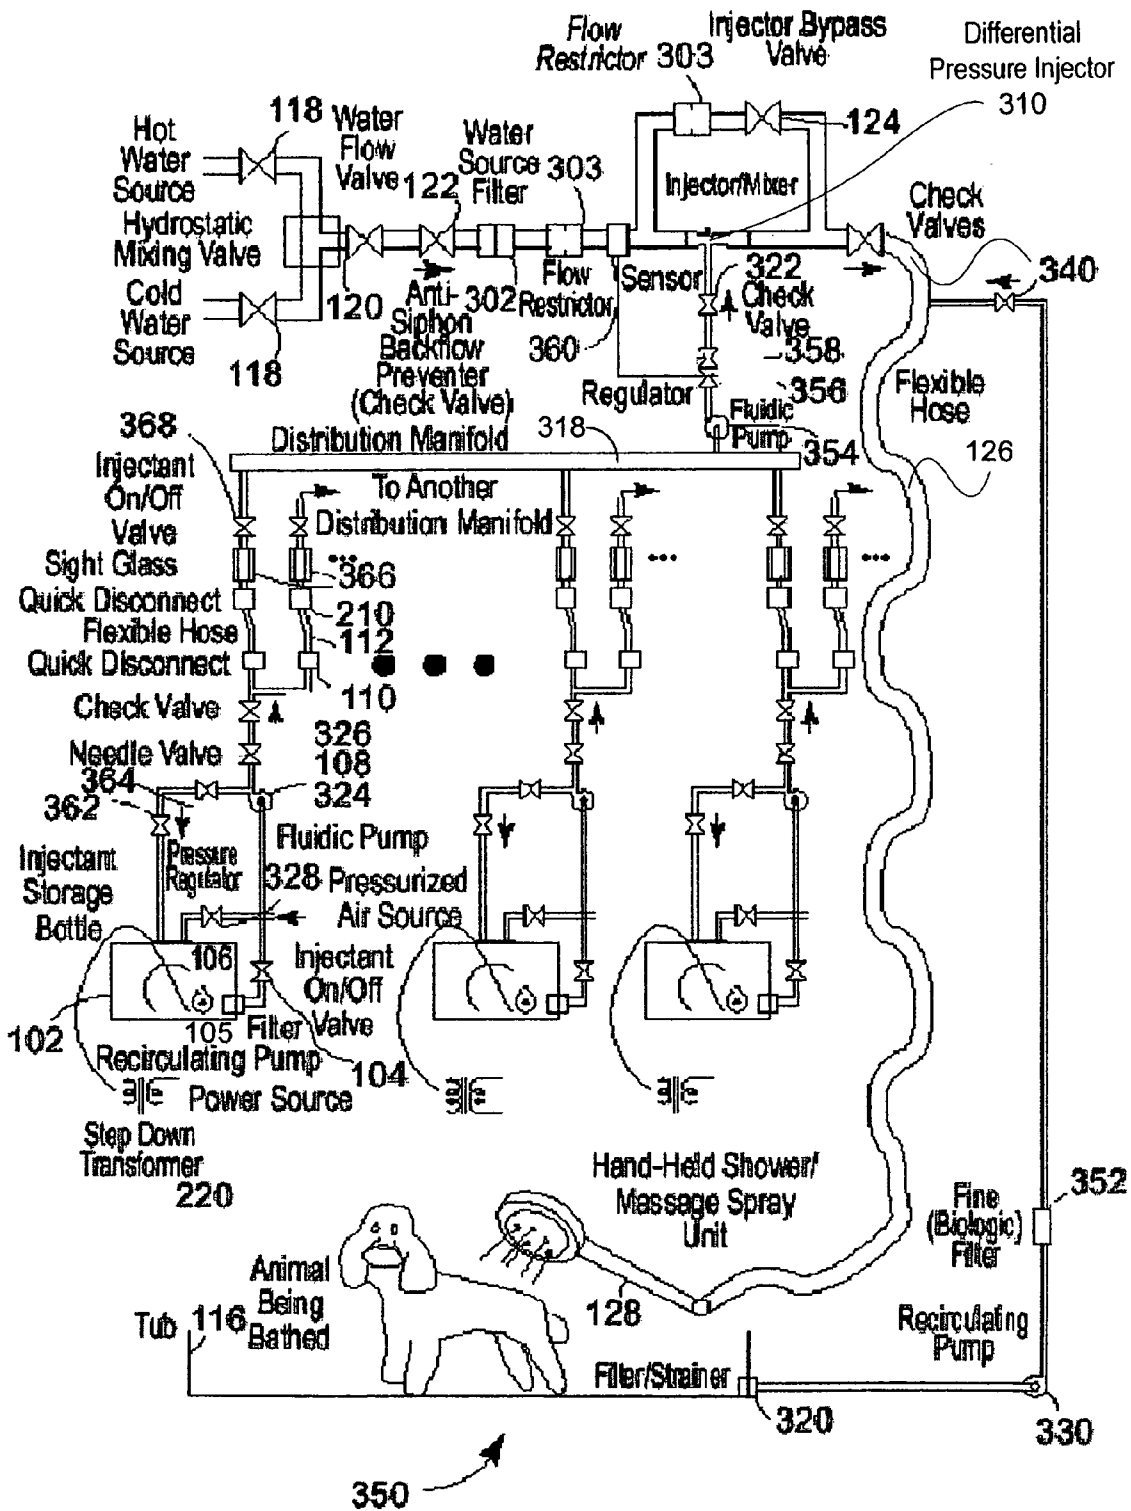 Flow
Restrictor 303
Injector Bypass
Valve
Differential
Pressure Injector
310
Hot
Water
Source
118
Water
Flow
Valve
122
Water
Source
Filter
303
124
Injector/Mixer
Check
Valves
Hydrostatic
Mixing Valve
Cold
Water
Source
118
120
Anti-
Siphon
Backflow
Preventer
(Check Valve)
302
Flow
Restrictor
360
Sensor
322
Check
Valve
340
358
Regulator
356
Flexible
Hose
Fluidic
Pump
354
368
Distribution Manifold
318
126
Injectant
On/Off
Valve
To Another
Distribution Manifold
Sight Glass
366
Quick Disconnect
210
Flexible Hose
112
Quick Disconnect
110
Check Valve
326
Needle Valve
108
364
324
362
Fluidic Pump
Injectant
Storage
Bottle
Pressure
Regulator
328
Pressurized
Air Source
106
Injectant
On/Off
Valve
102
105
Filter
Recirculating Pump
104
Power Source
Step Down
Transformer
220
Hand-Held Shower/
Massage Spray
Unit
352
Fine
(Biologic)
Filter
Animal
Being
Bathed
128
Tub
116
Recirculating
Pump
Filter/Strainer
320
330
350